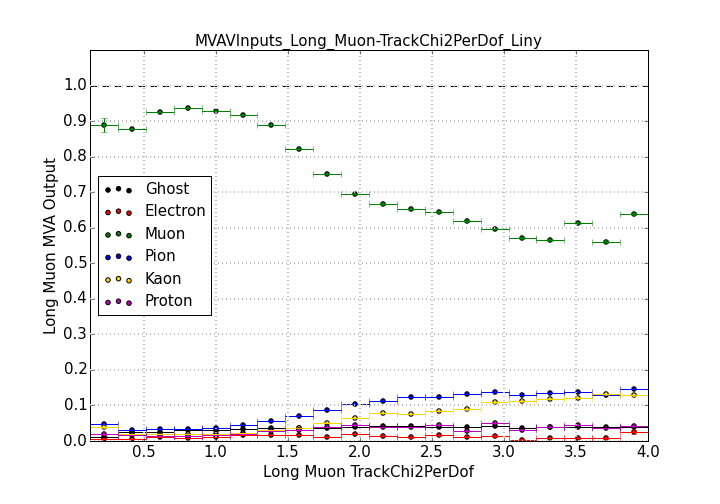 MVAVInputs_Long_Muon-TrackChi2PerDof_Liny
1.0
0.9
0.8
0.7
0.6
0.5
0.4
0.3
0.2
0.1
0.0
Long Muon MVA Output
Ghost
Electron
Muon
Pion
Kaon
Proton
0.5 1.0 1.5 2.0 2.5 3.0 3.5 4.0
Long Muon TrackChi2PerDof